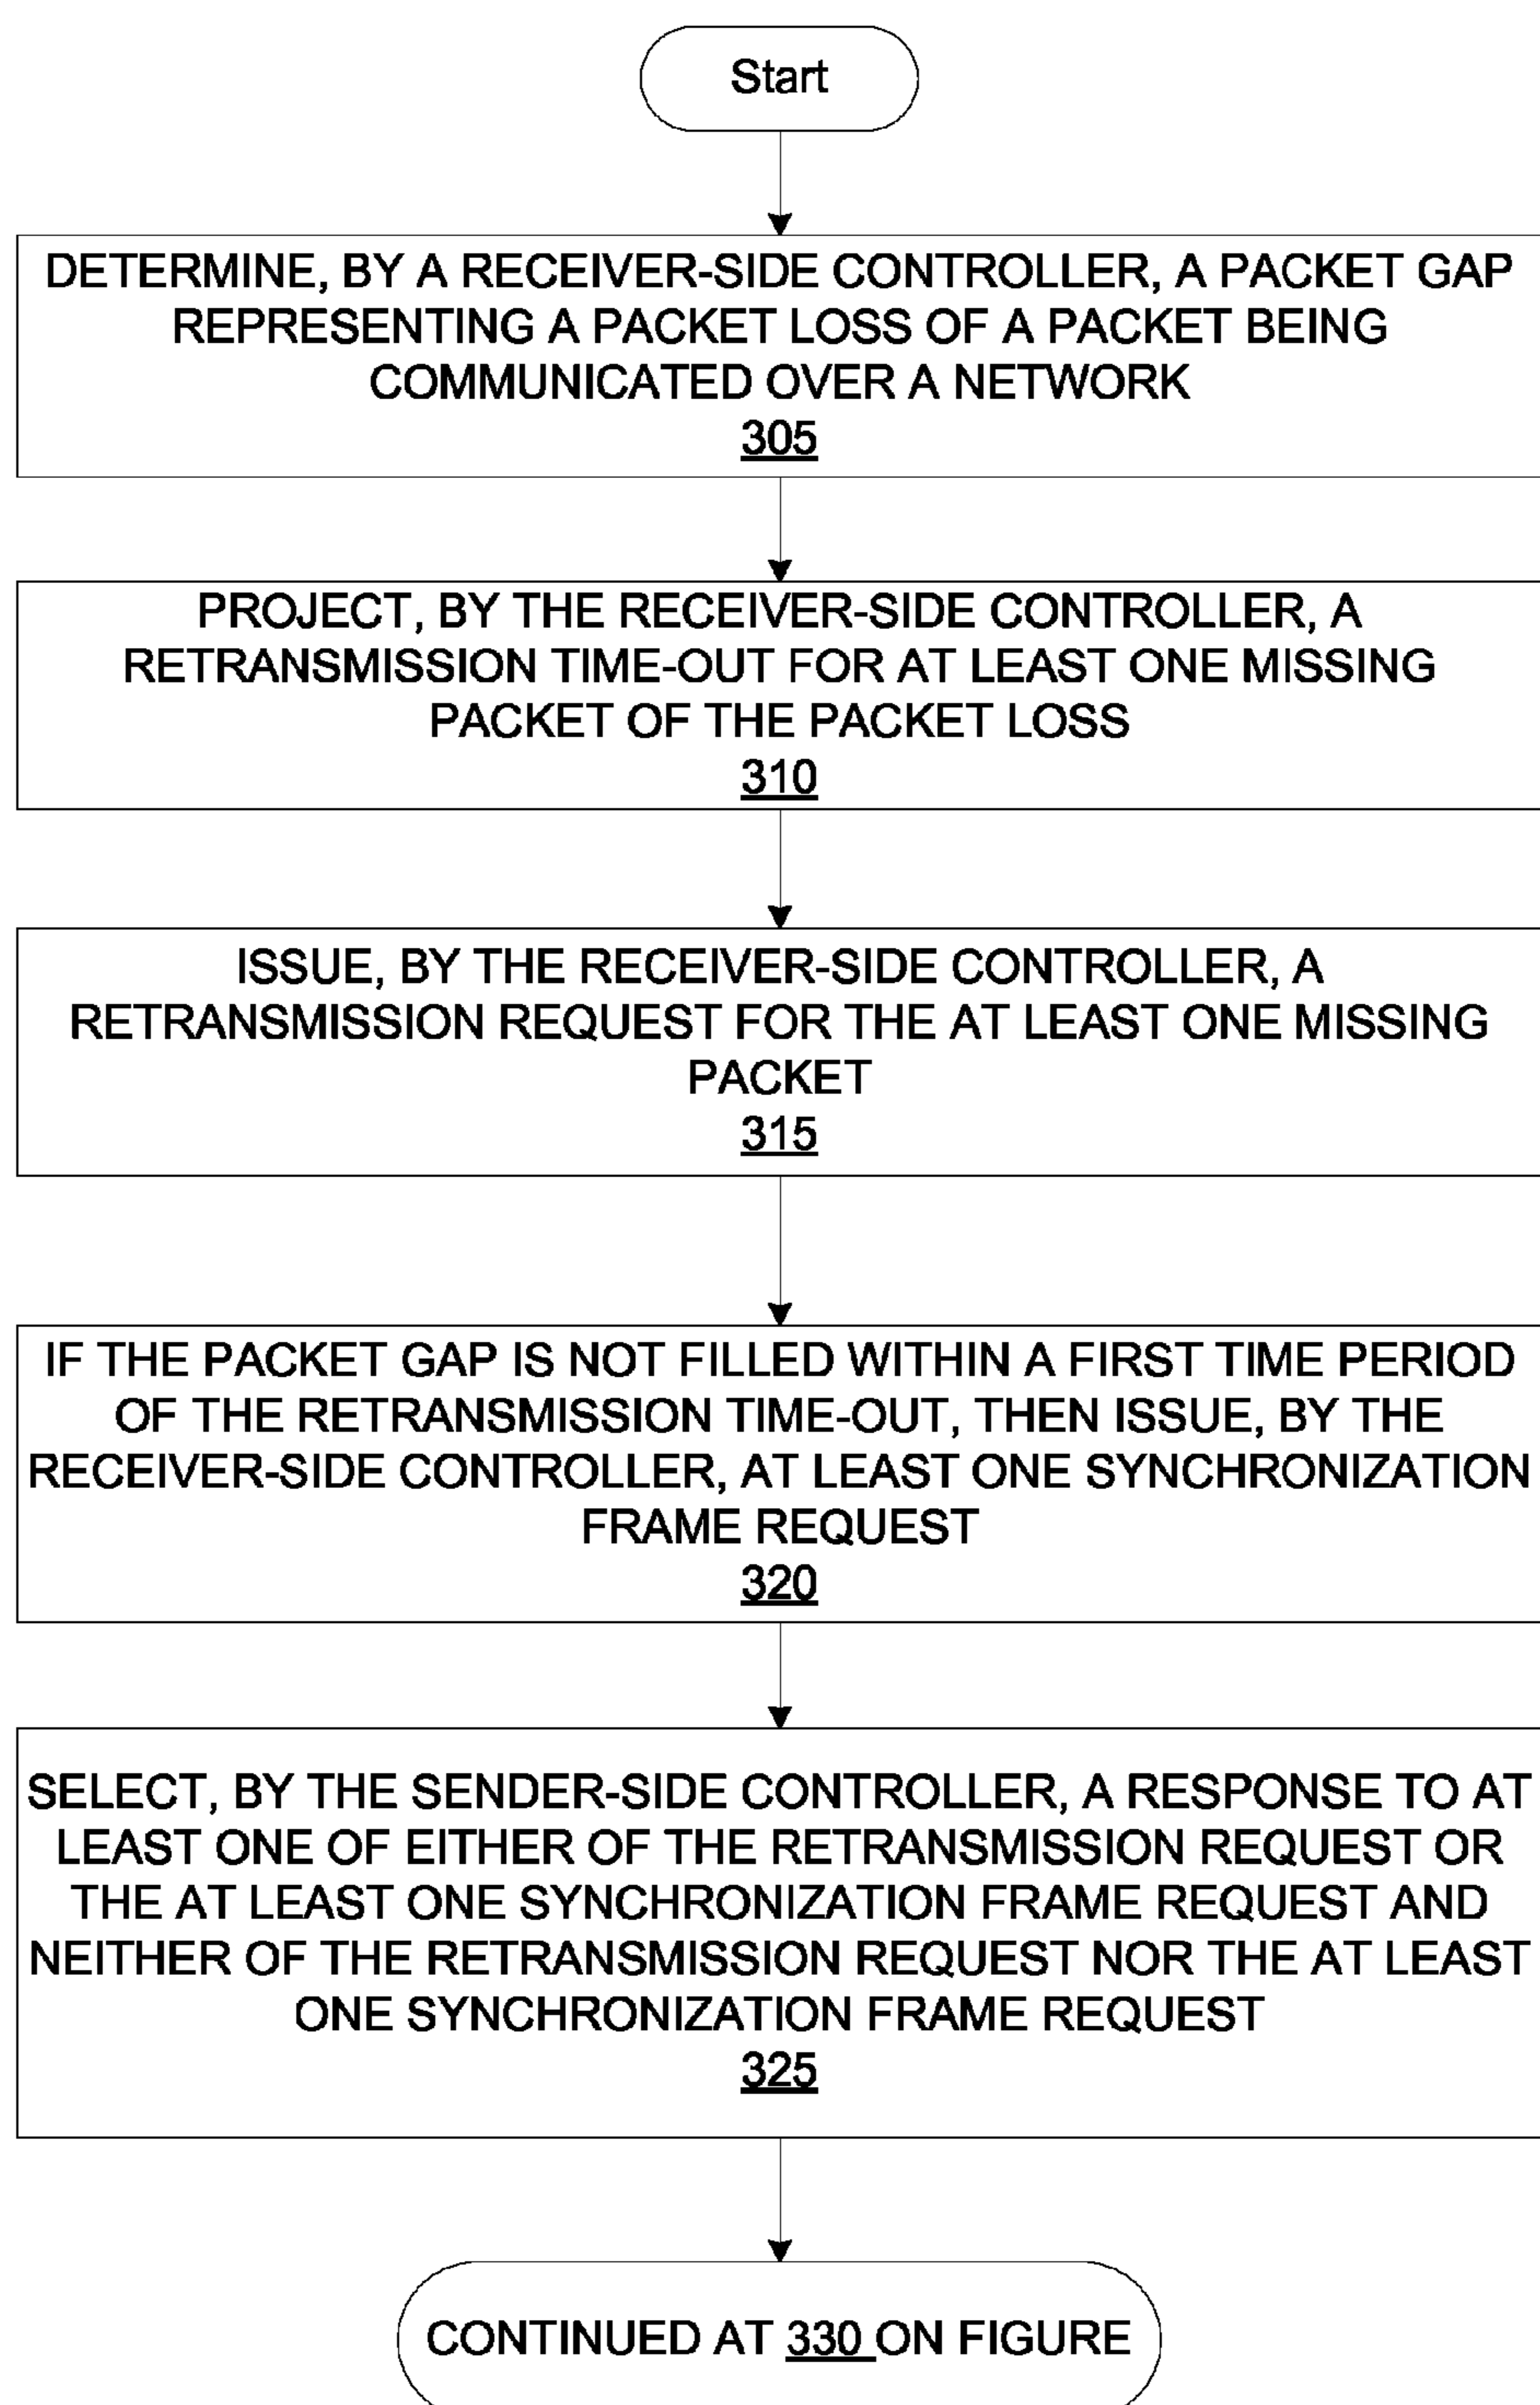 Start
DETERMINE, BY A RECEIVER-SIDE CONTROLLER, A PACKET GAP
REPRESENTING A PACKET LOSS OF A PACKET BEING
COMMUNICATED OVER A NETWORK
305
PROJECT, BY THE RECEIVER-SIDE CONTROLLER, A
RETRANSMISSION TIME-OUT FOR AT LEAST ONE MISSING
PACKET OF THE PACKET LOSS
310
ISSUE, BY THE RECEIVER-SIDE CONTROLLER, A
RETRANSMISSION REQUEST FOR THE AT LEAST ONE MISSING
PACKET
315
IF THE PACKET GAP IS NOT FILLED WITHIN A FIRST TIME PERIOD
OF THE RETRANSMISSION TIME-OUT, THEN ISSUE, BY THE
RECEIVER-SIDE CONTROLLER, AT LEAST ONE SYNCHRONIZATION
FRAME REQUEST
320
SELECT, BY THE SENDER-SIDE CONTROLLER, A RESPONSE TO AT
LEAST ONE OF EITHER OF THE RETRANSMISSION REQUEST OR
THE AT LEAST ONE SYNCHRONIZATION FRAME REQUEST AND
NEITHER OF THE RETRANSMISSION REQUEST NOR THE AT LEAST
ONE SYNCHRONIZATION FRAME REQUEST
325
CONTINUED AT 330 ON FIGURE